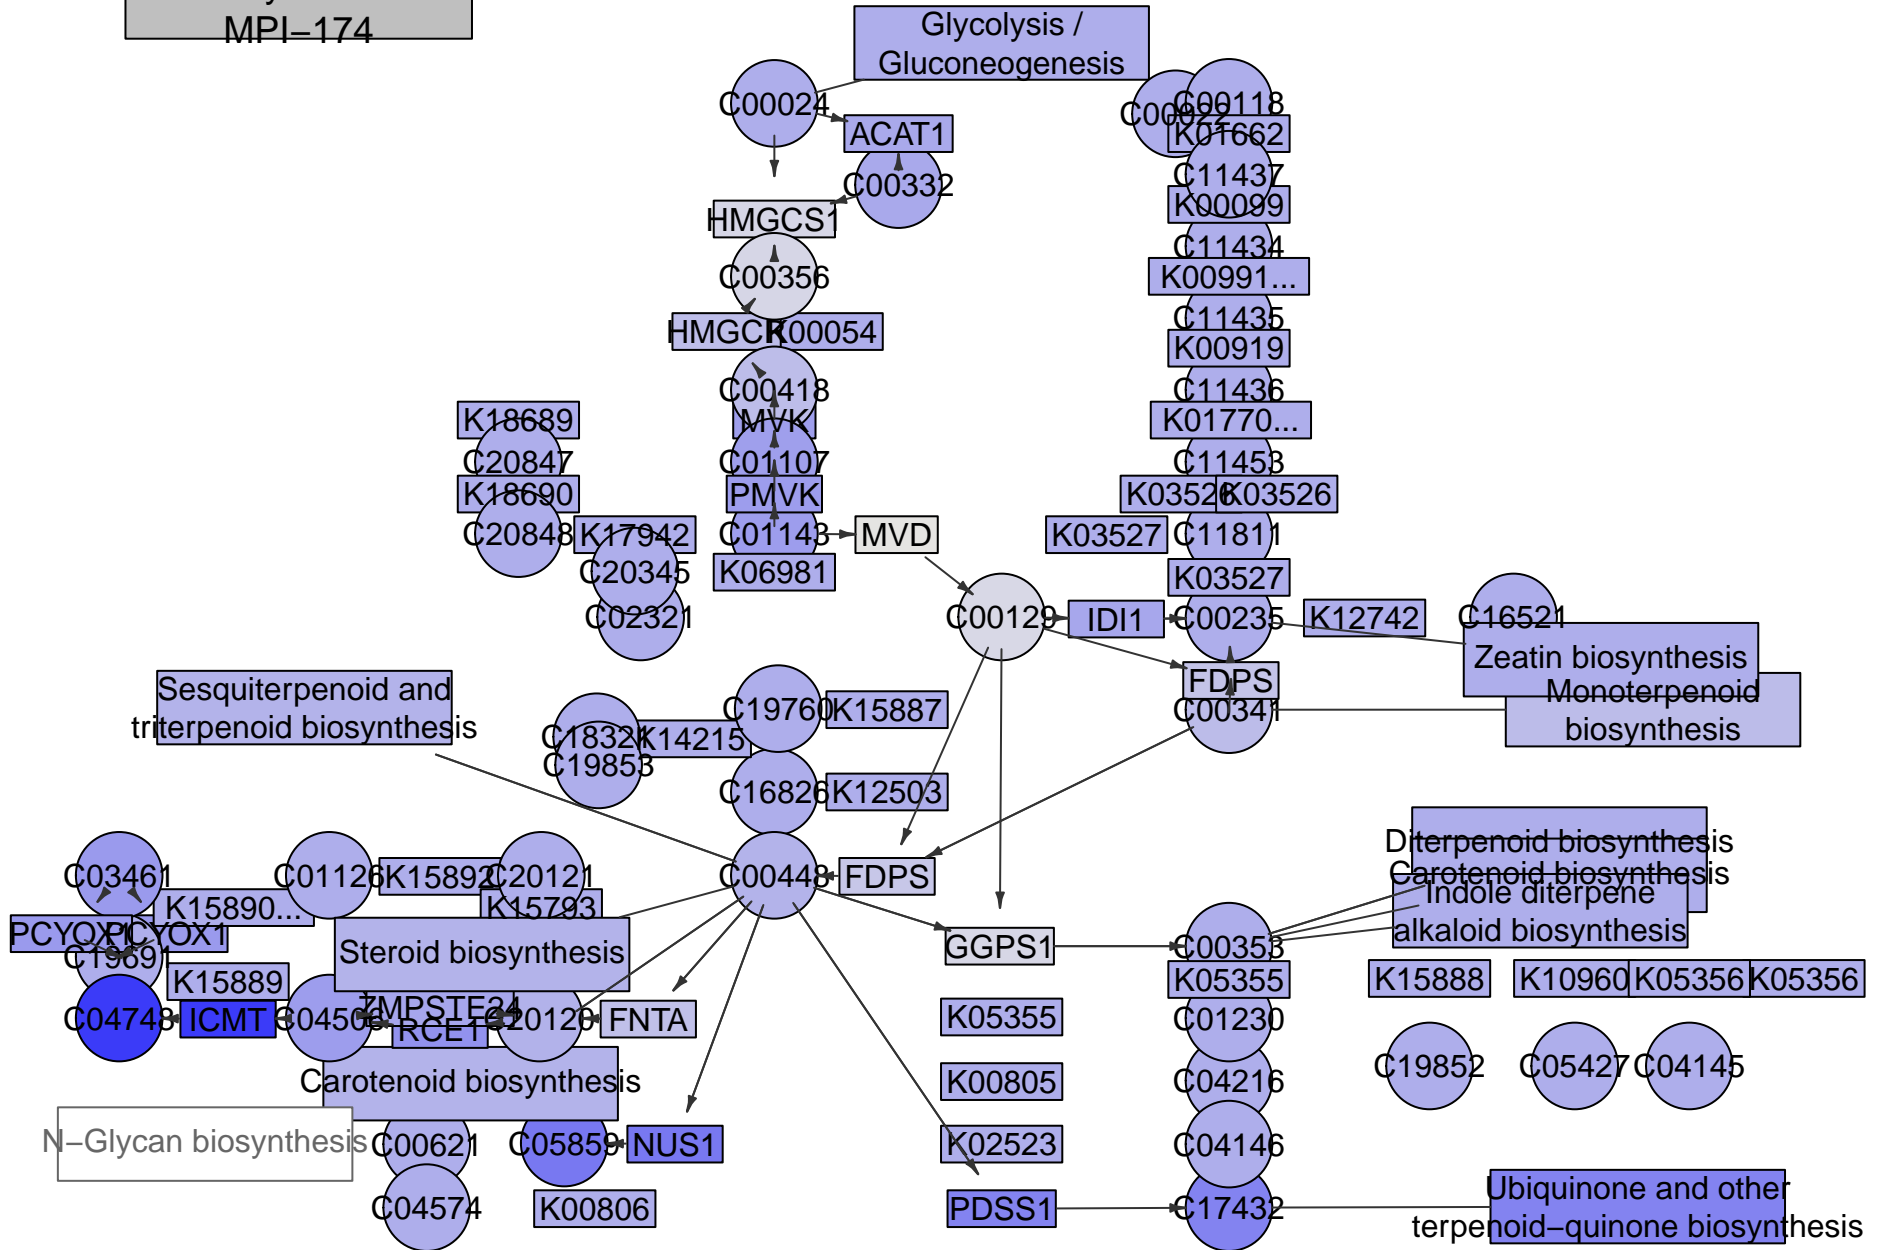 MPI−174
Glycolysis /
Gluconeogenesis
C00024
C00022
C00118
ACAT1
K01662
C00332
C11437
HMGCS1
K00099
C11434
C00356
K00991...
C11435
HMGCR
K00054
K00919
C00418
C11436
K18689
MVK
K01770...
C20847
C01107
C11453
K18690
PMVK
K03526
K03526
C20848
K17942
C01143
MVD
K03527
C11811
C20345
K06981
K03527
C02321
C00129
IDI1
C00235
K12742
C16521
Zeatin biosynthesis
Sesquiterpenoid and
triterpenoid biosynthesis
FDPS
Monoterpenoid
biosynthesis
C19760
K15887
C00341
C18321
K14215
C19853
C16826
K12503
Diterpenoid biosynthesis
Carotenoid biosynthesis
Indole diterpene
alkaloid biosynthesis
C03461
C01126
K15892
C20121
C00448
FDPS
K15890...
K15793
PCYOX1
PCYOX1
C19691
Steroid biosynthesis
GGPS1
C00353
K15889
K05355
K15888
K10960
K05356
K05356
C04748
ICMT
ZMPSTE24
RCE1
FNTA
K05355
C01230
C19852
C05427
C04145
Carotenoid biosynthesis
K00805
C04216
N−Glycan biosynthesis
C00621
C05859
NUS1
K02523
C04146
C04574
K00806
PDSS1
C17432
Ubiquinone and other
terpenoid−quinone biosynthesis